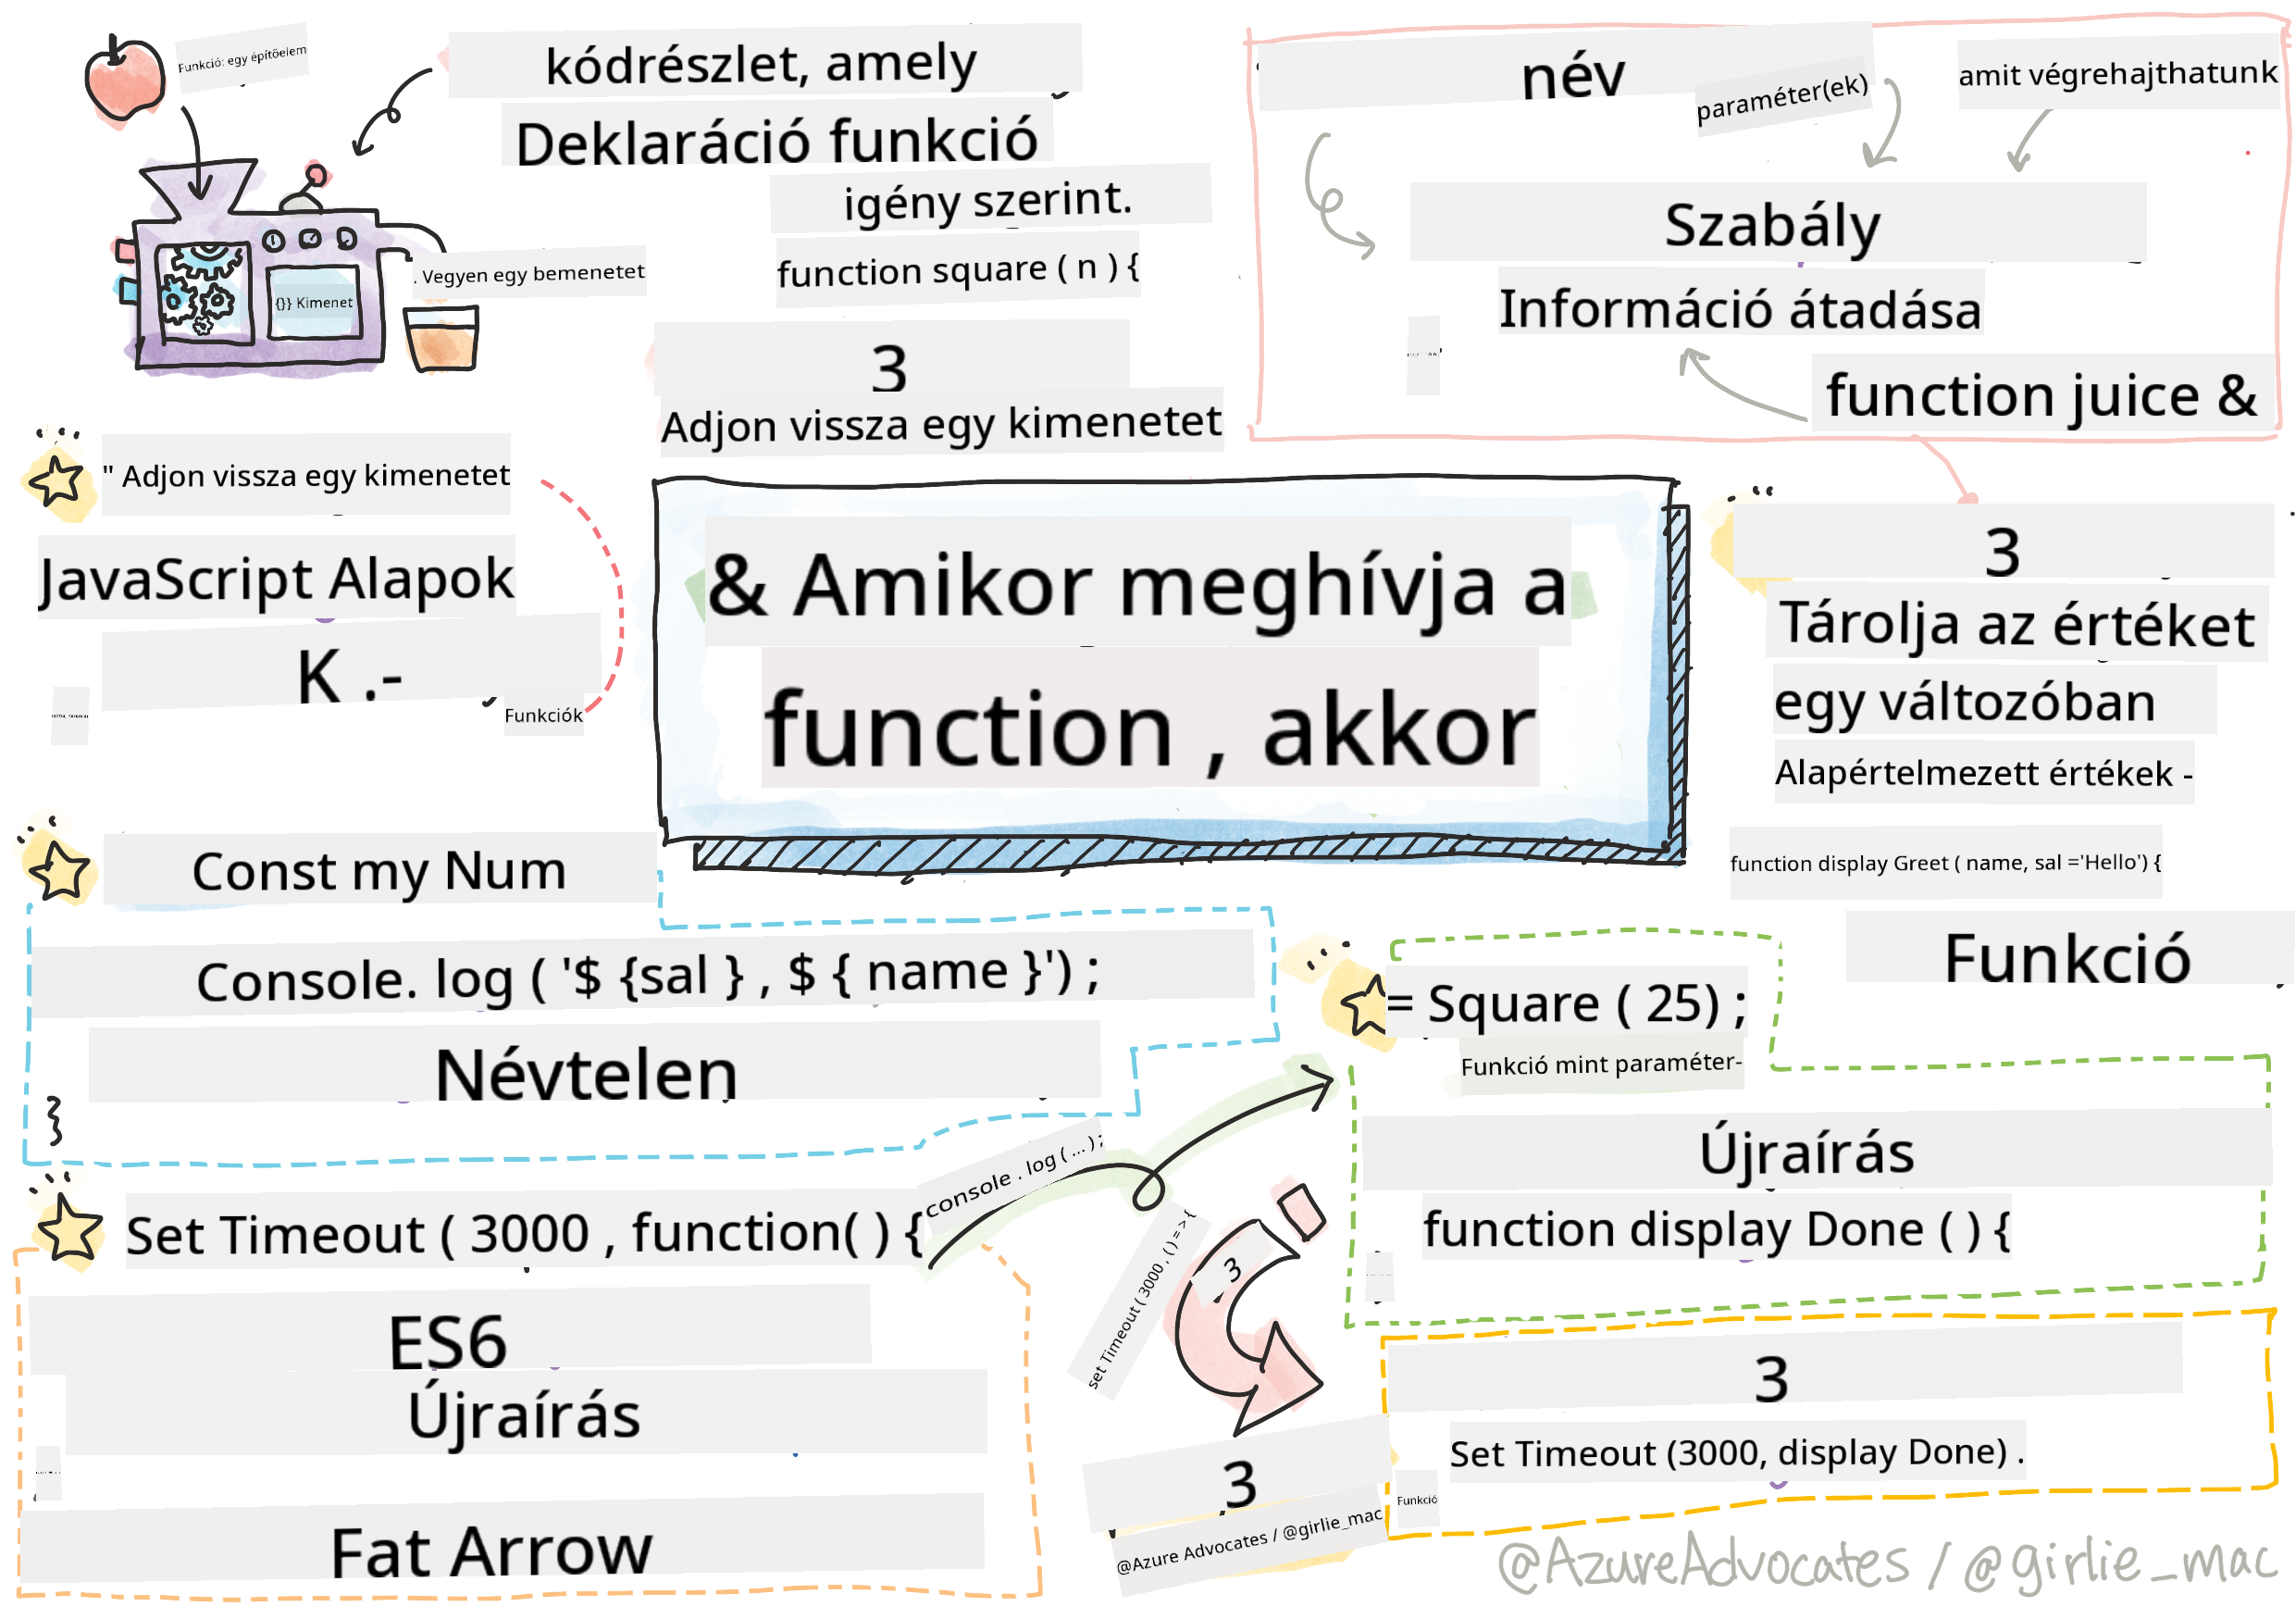 Funkció: egy építőelem
kódrészlet, amely
Deklaráció funkció
igény szerint.
function square ( n ) {
. Vegyen egy bemenetet
{}} Kimenet
3
Adjon vissza egy kimenetet
név
paraméter(ek)
amit végrehajthatunk
Szabály
Információ átadása
function juice &
" Adjon vissza egy kimenetet
JavaScript Alapok
K .-
Funkciók
& Amikor meghívja a
function , akkor
3
Tárolja az értéket
egy változóban
Alapértelmezett értékek -
function display Greet ( name, sal ='Hello') {
Funkció
Const my Num
Console. log ( '$ {sal } , $ { name }') ;
Névtelen
= Square ( 25) ;
Funkció mint paraméter-
Újraírás
function display Done ( ) {
Set Timeout ( 3000 , function( ) {
console . log ( ... ) ;
set Timeout ( 3000 , ( ) = > {
3
ES6
Újraírás
Fat Arrow
3
@Azure Advocates / @girlie_mac
3
Set Timeout (3000, display Done) .
Funkció
@AzureAdvocates / @girlie_mac